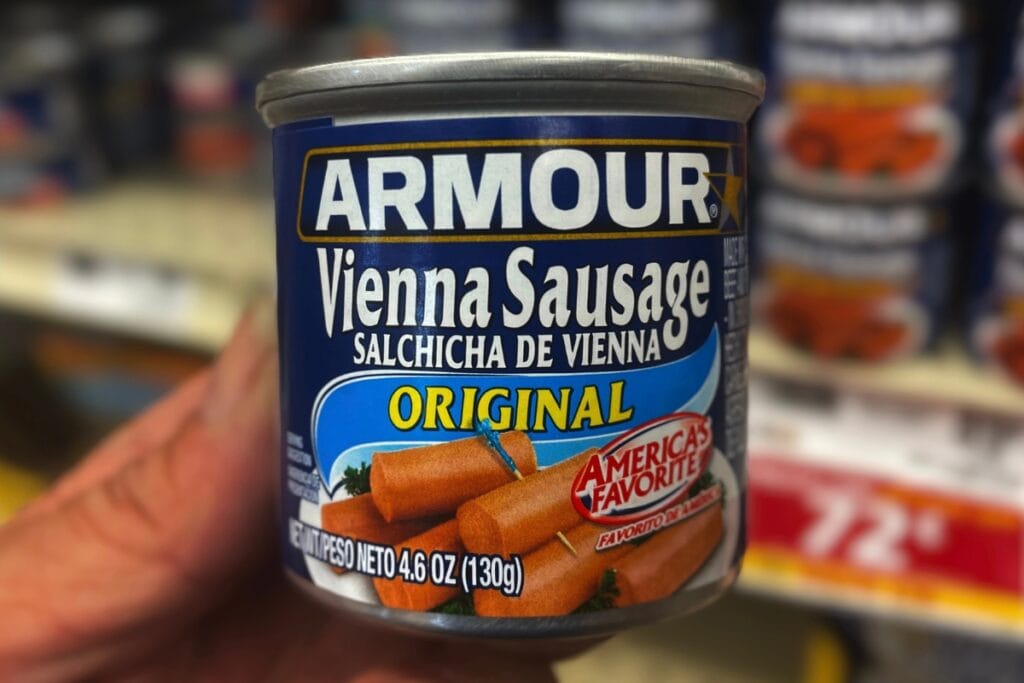 ARMOUR®
Vienna Sausage
SALCHICHA DE VIENNA
ORIGINAL
AMERICA'S
FAVORITE
FAVORITO DE AMÉRICA
NET WT/PESO NETO 4.6 OZ (130g)
ARMOUR
72¢